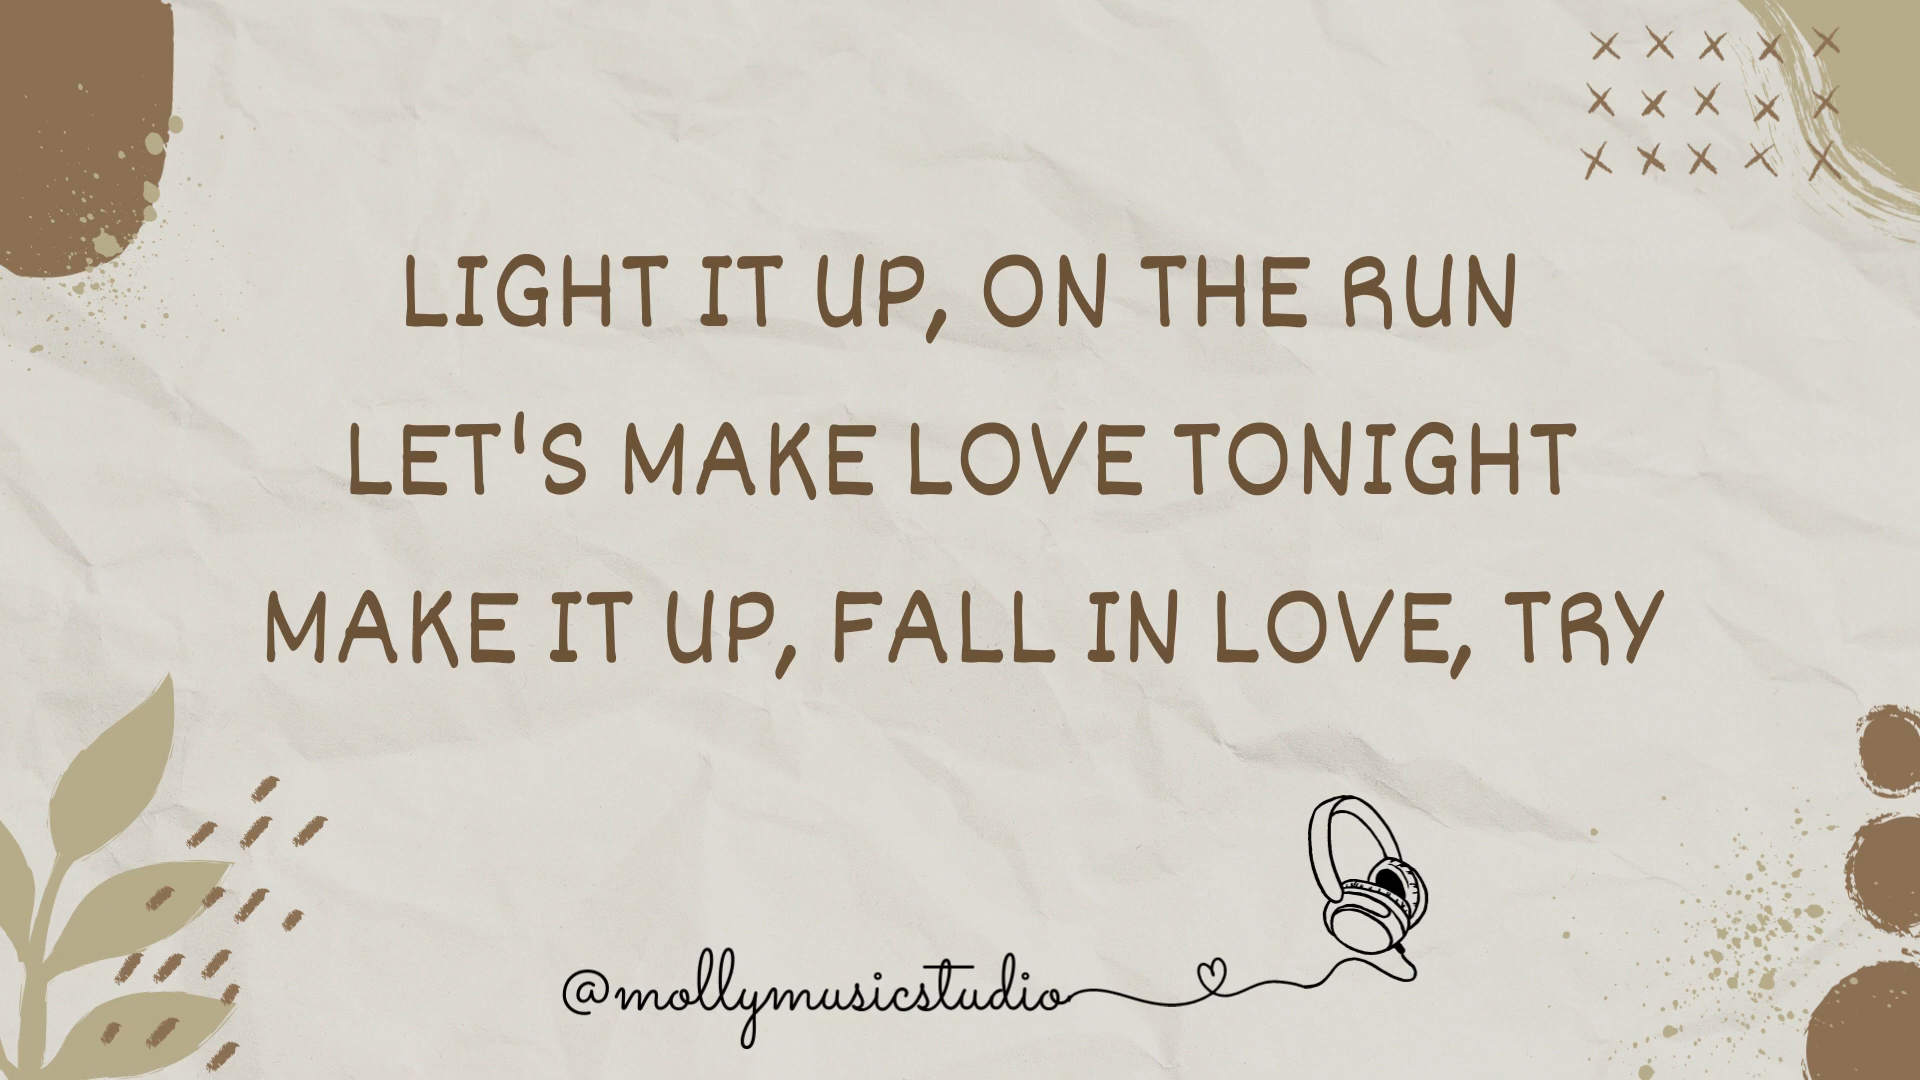 LIGHT IT UP, ON THE RUN
LET'S MAKE LOVE TONIGHT
MAKE IT UP, FALL IN LOVE, TRY
@mollymusicstudio